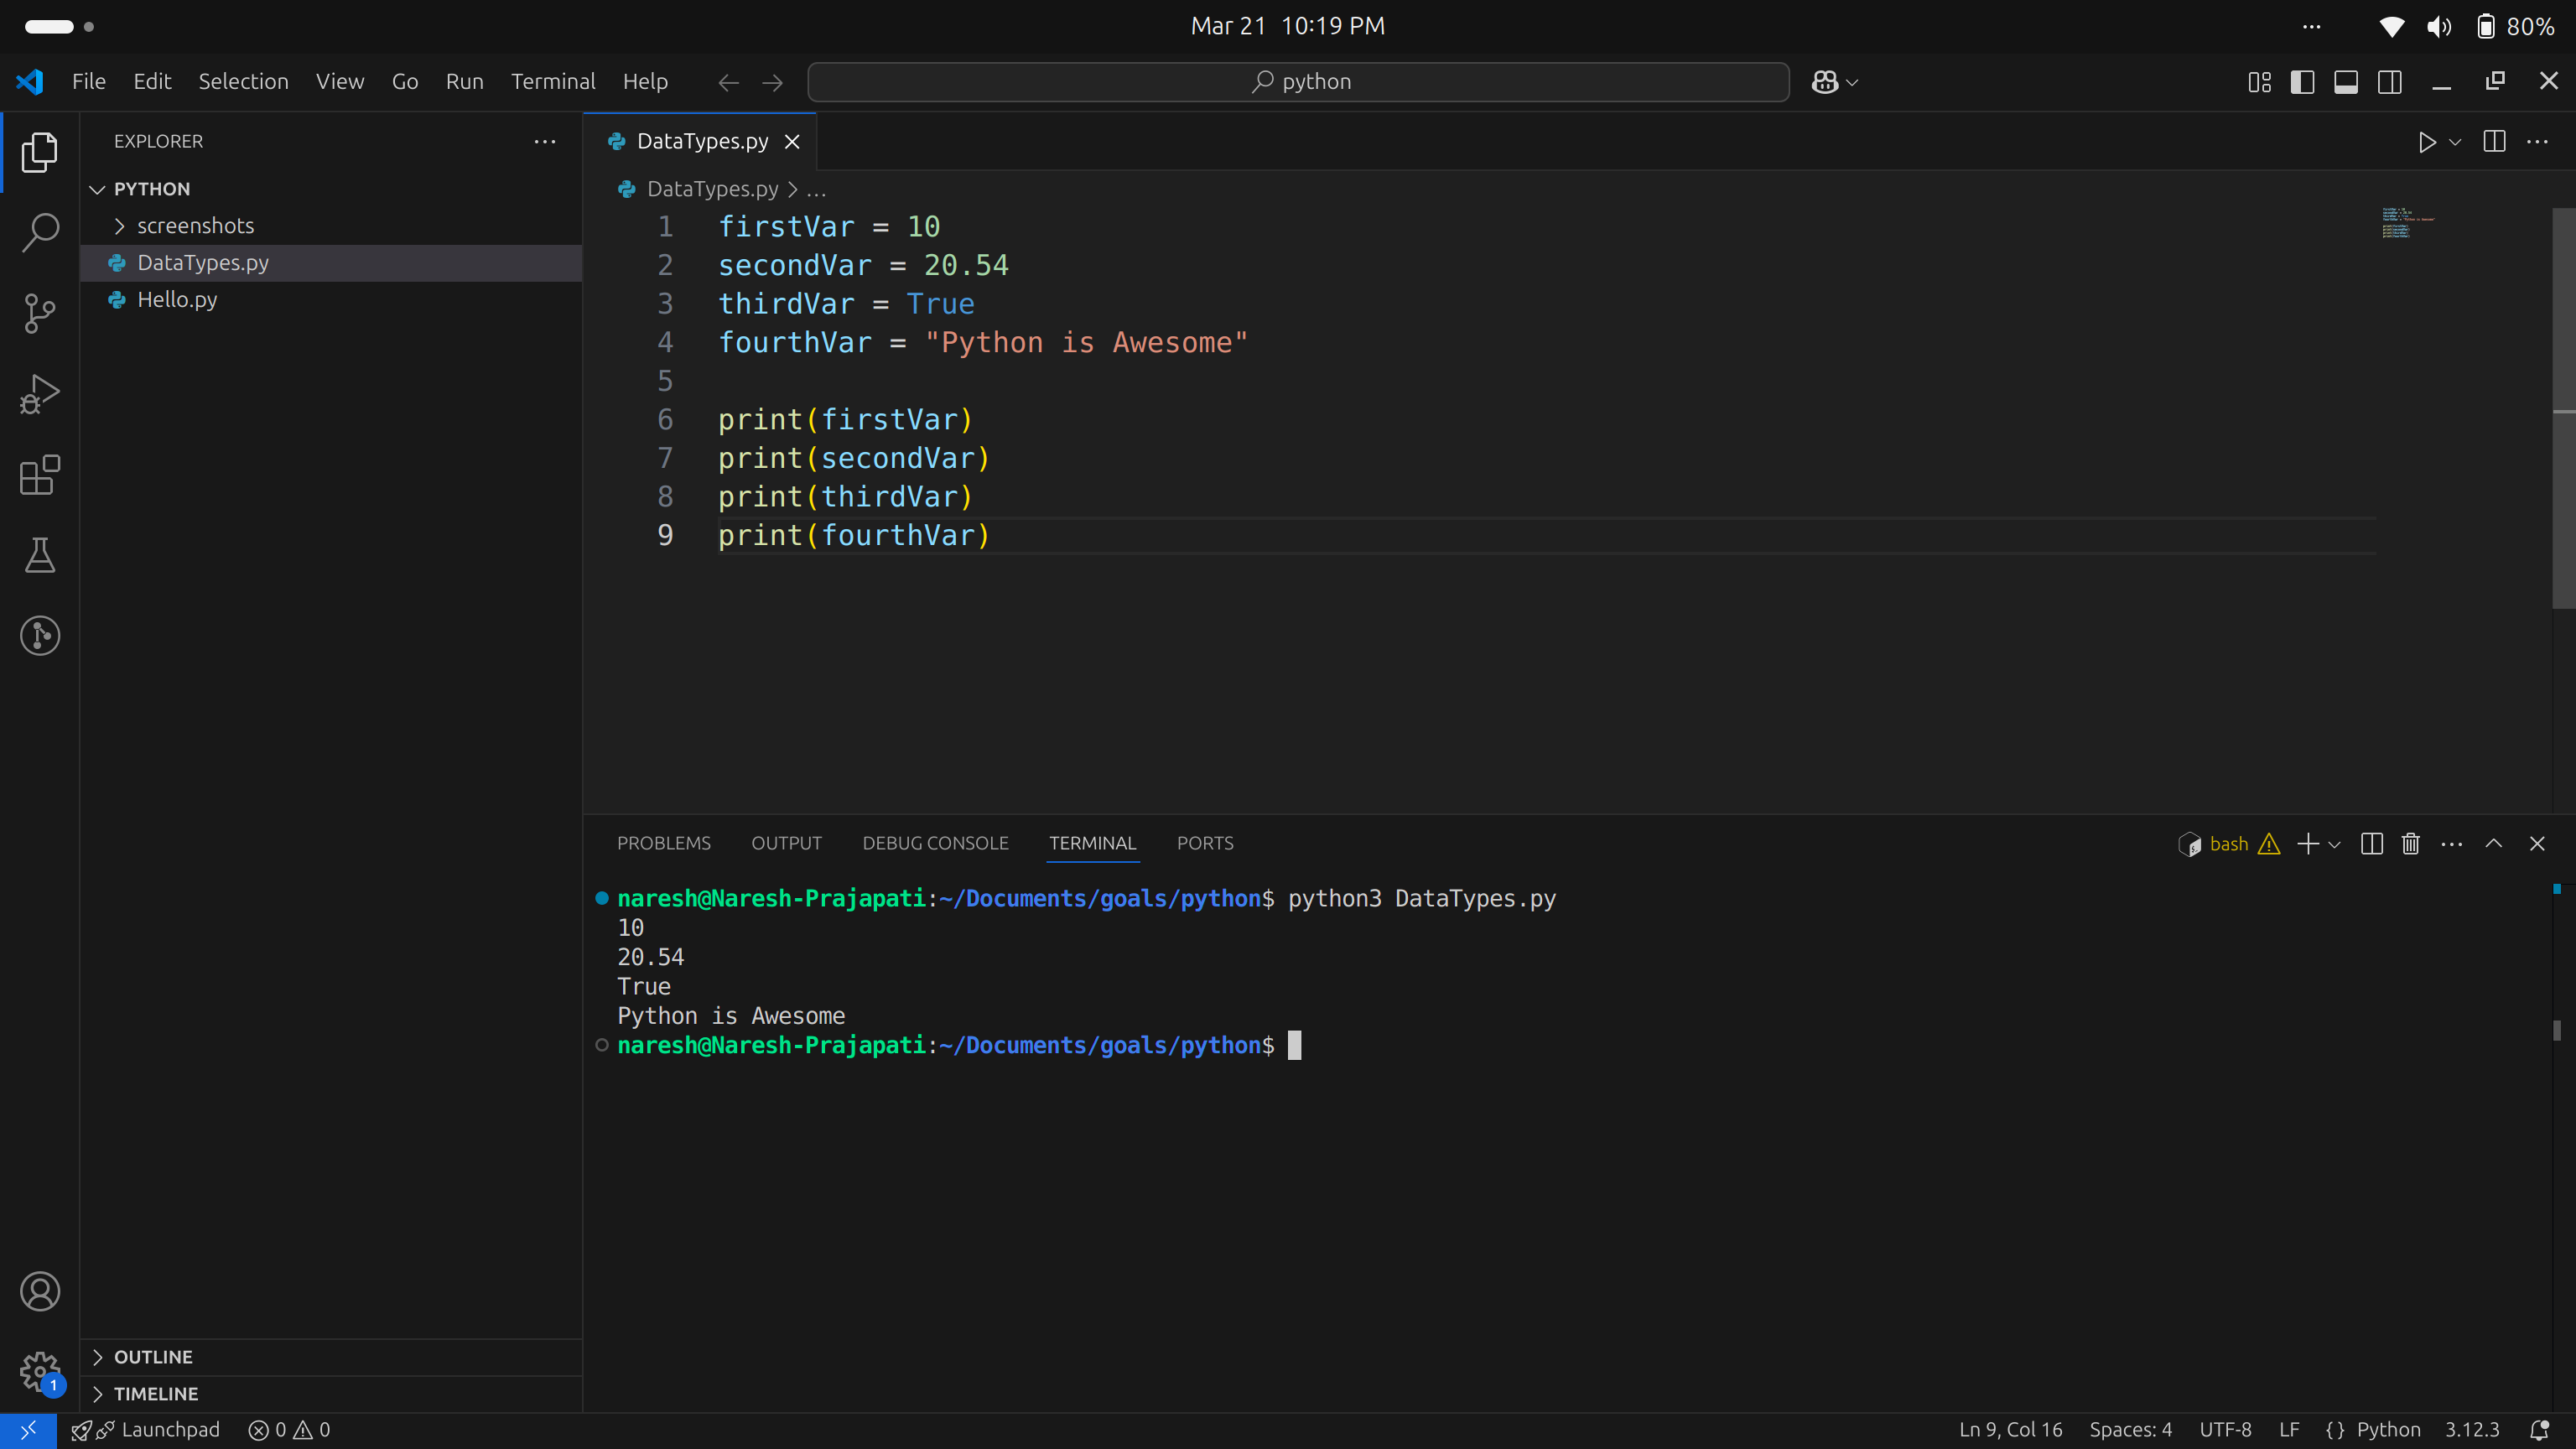 Mar 21 10:19 PM
80%
File Edit Selection View Go Run Terminal Help
python
EXPLORER
PYTHON
screenshots
DataTypes.py
Hello.py
OUTLINE
TIMELINE
DataTypes.py
DataTypes.py > ...
1 firstVar = 10
2 secondVar = 20.54
3 thirdVar = True
4 fourthVar = "Python is Awesome"
5
6 print(firstVar)
7 print(secondVar)
8 print(thirdVar)
9 print(fourthVar)
PROBLEMS OUTPUT DEBUG CONSOLE TERMINAL PORTS
bash
naresh@Naresh-Prajapati:~/Documents/goals/python$ python3 DataTypes.py
10
20.54
True
Python is Awesome
naresh@Naresh-Prajapati:~/Documents/goals/python$
1
Launchpad 0 0
Ln 9, Col 16 Spaces: 4 UTF-8 LF {} Python 3.12.3